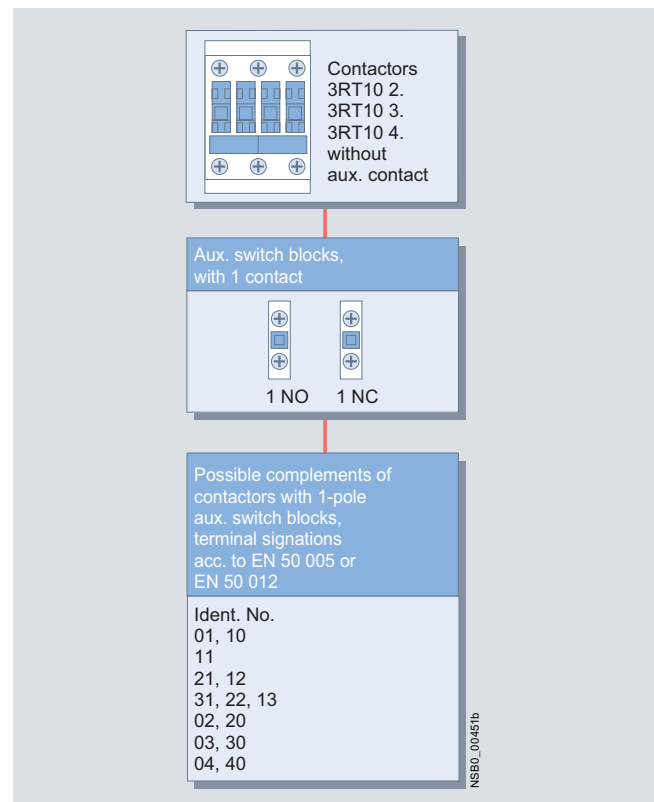 Contactors
3RT10 2.
3RT10 3.
3RT10 4.
without
aux. contact
Aux. switch blocks,
with 1 contact
1 NO 1 NC
Possible complements of
contactors with 1-pole
aux. switch blocks,
terminal signations
acc. to EN 50 005 or
EN 50 012
Ident. No.
01, 10
11
21, 12
31, 22, 13
02, 20
03, 30
04, 40
NSB0_00451b